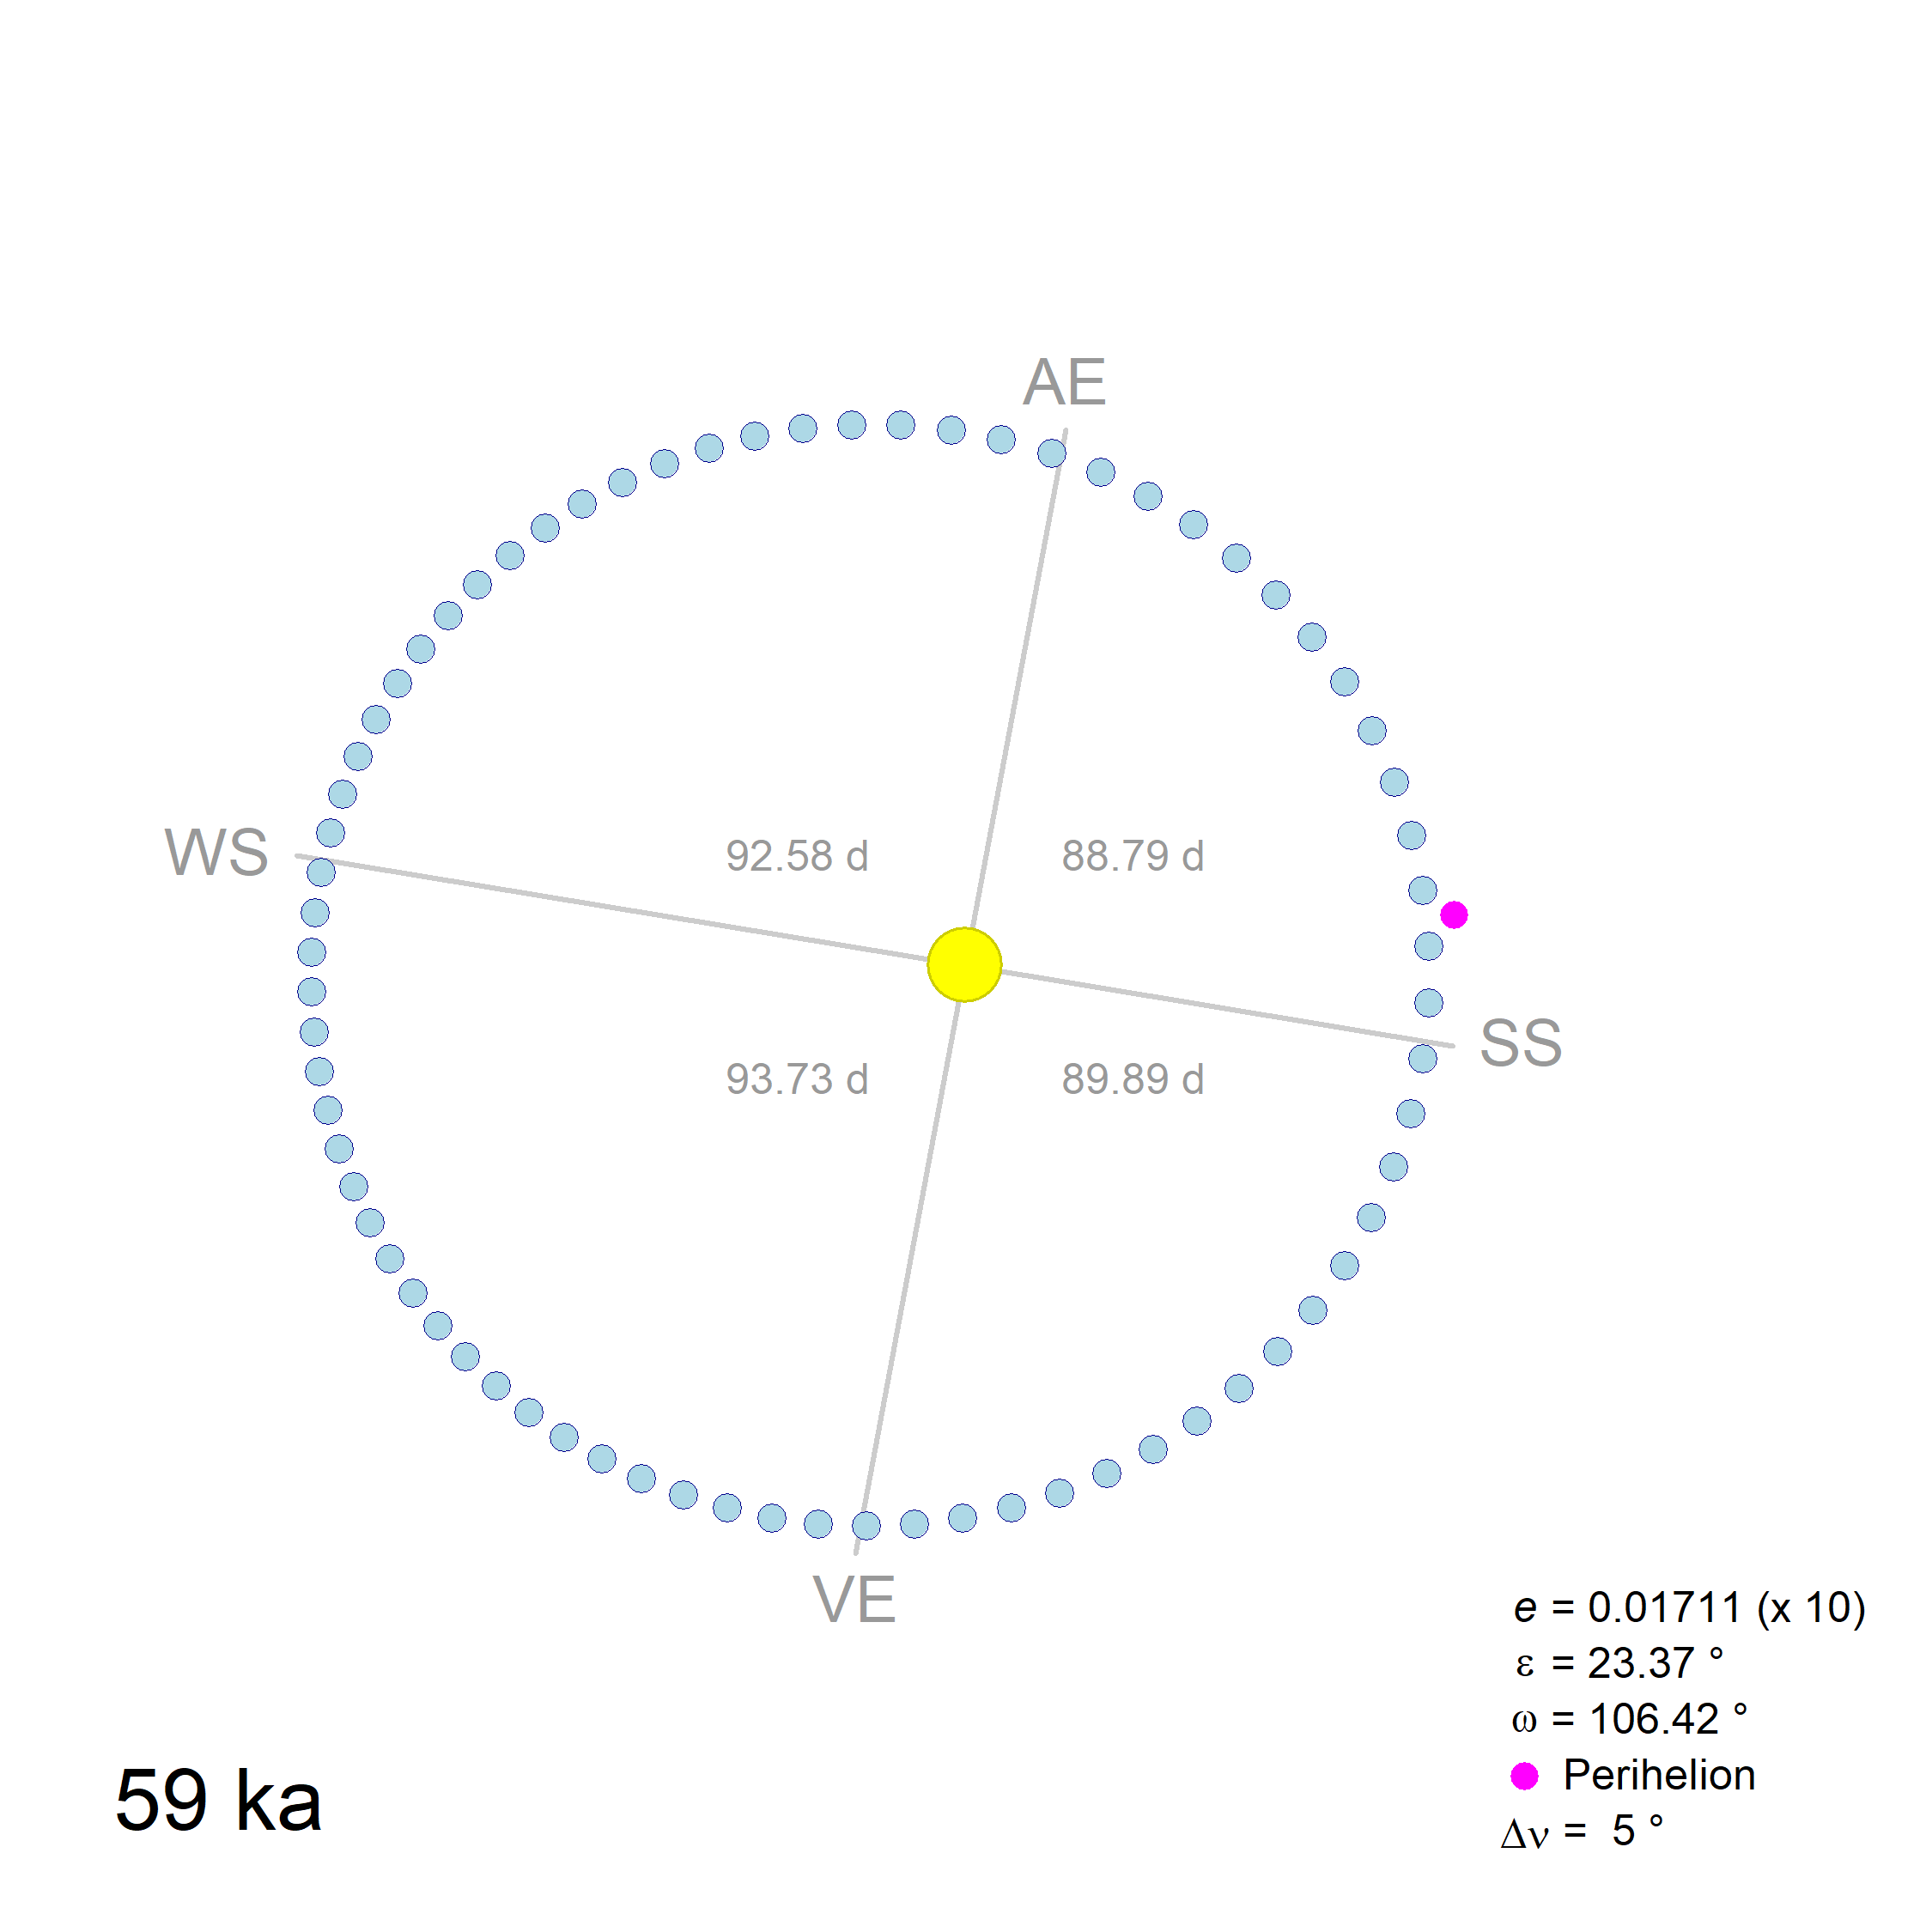 AE
WS
92.58 d
88.79 d
SS
93.73 d
89.89 d
VE
e = 0.01711 (x 10)
ε = 23.37 °
ω = 106.42 °
Perihelion
Δν = 5 °
59 ka